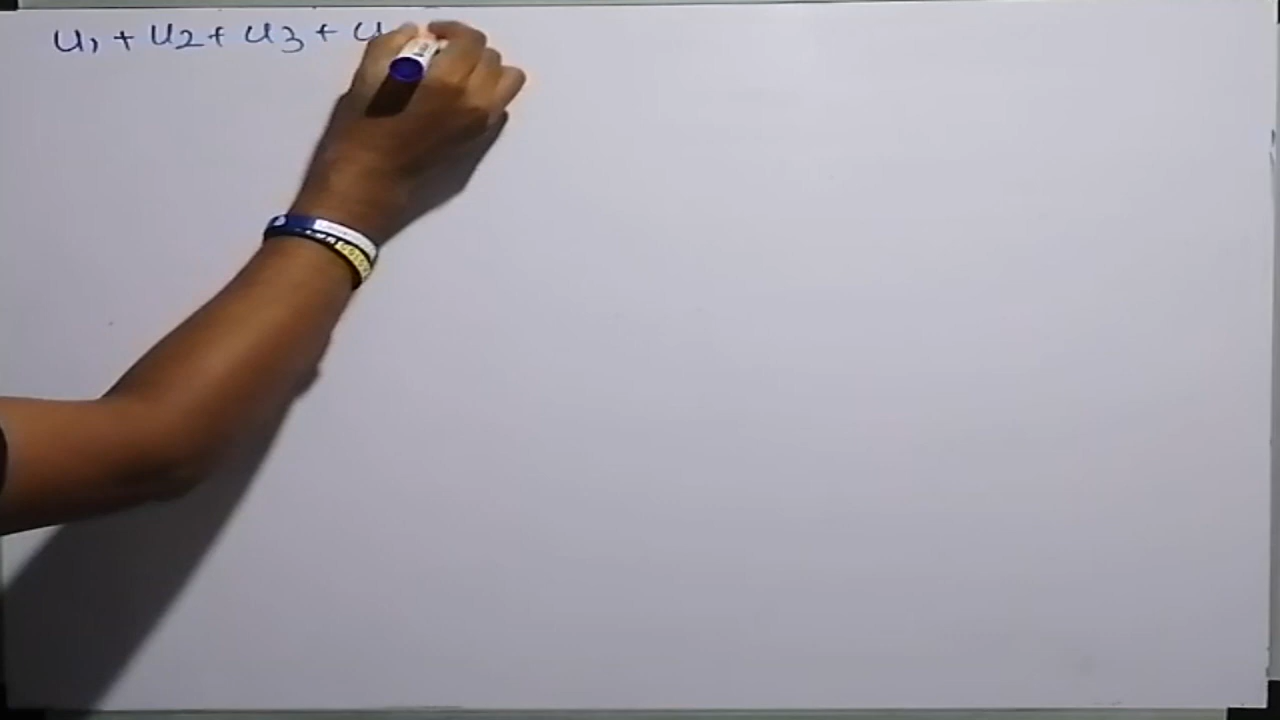 u₁ + u₂ + u₃ + u